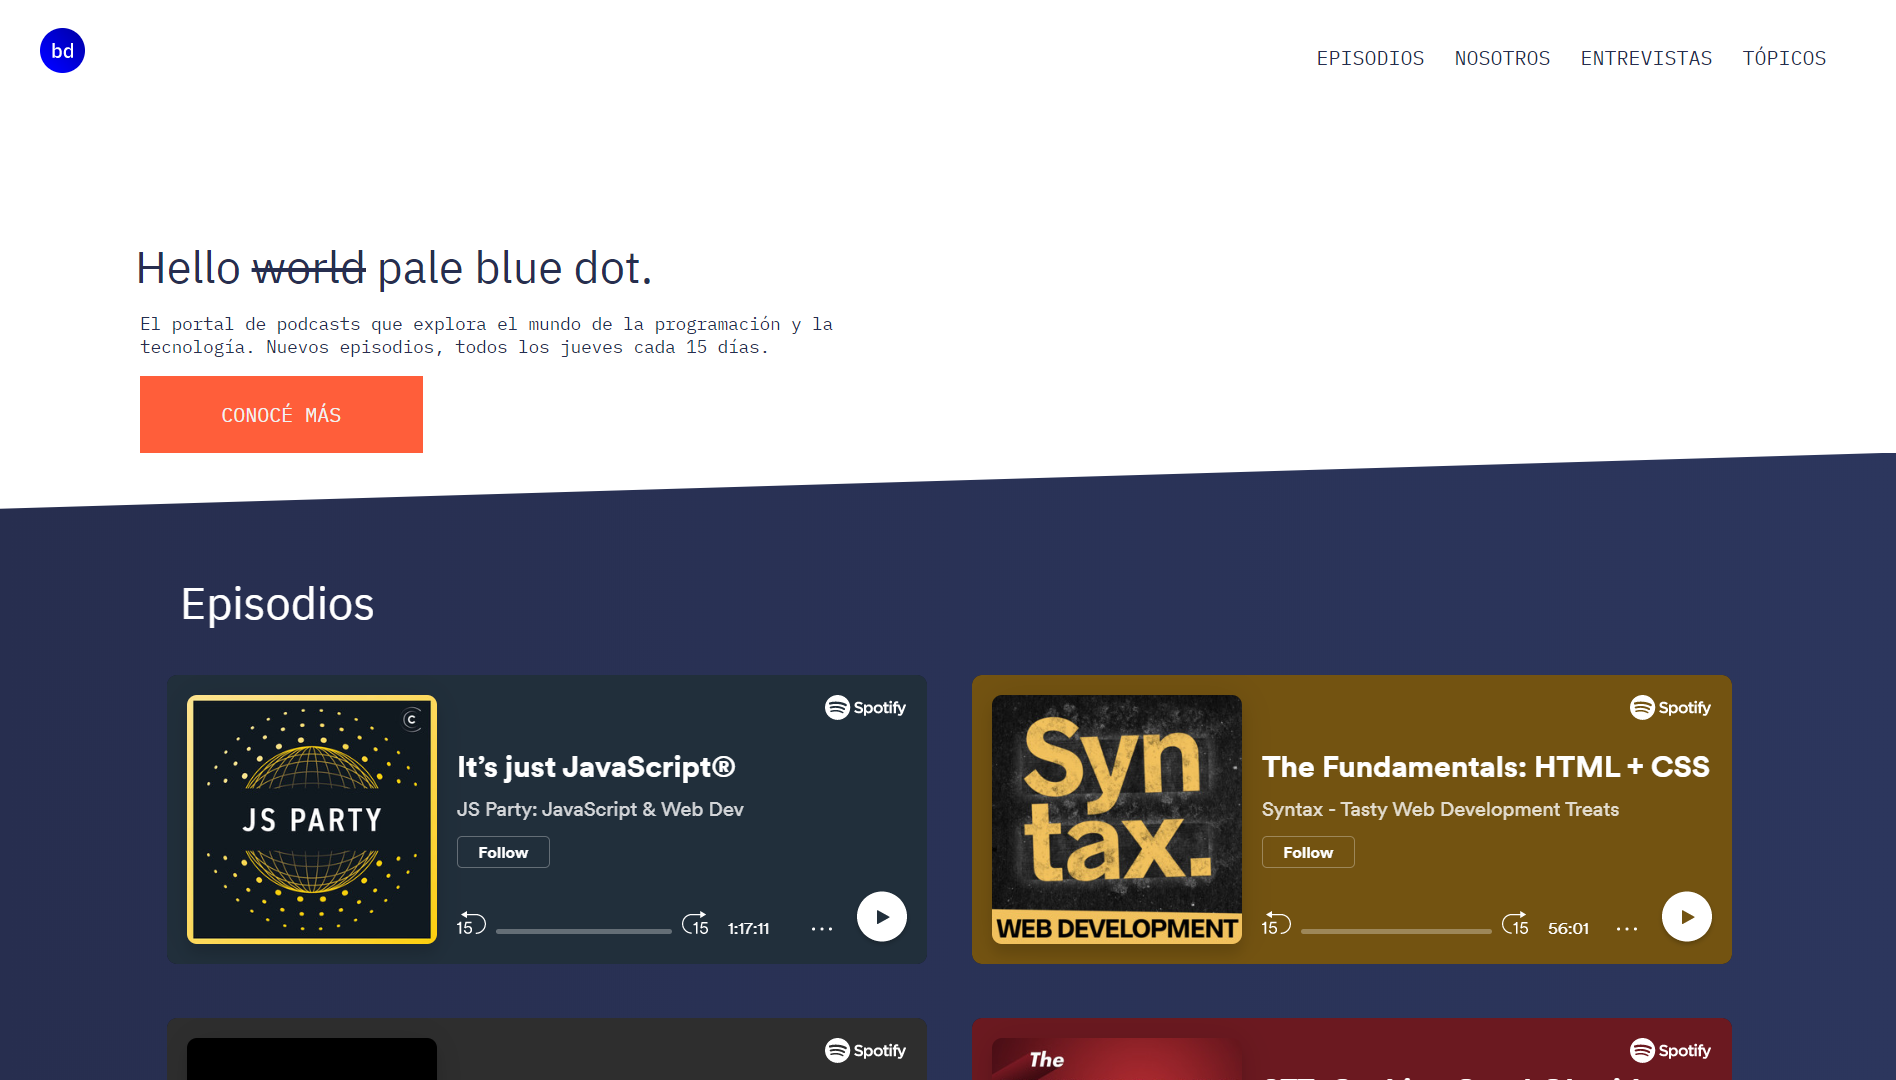 bd
EPISODIOS NOSOTROS ENTREVISTAS TÓPICOS
Hello world pale blue dot.
El portal de podcasts que explora el mundo de la programación y la
tecnología. Nuevos episodios, todos los jueves cada 15 días.
CONOCÉ MÁS
Episodios
C
JS PARTY
Spotify
It's just JavaScript®
JS Party: JavaScript & Web Dev
Follow
15 15 1:17:11 ...
Syn
tax.
WEB DEVELOPMENT
Spotify
The Fundamentals: HTML + CSS
Syntax - Tasty Web Development Treats
Follow
15 15 56:01 ...
Spotify
The
Spotify